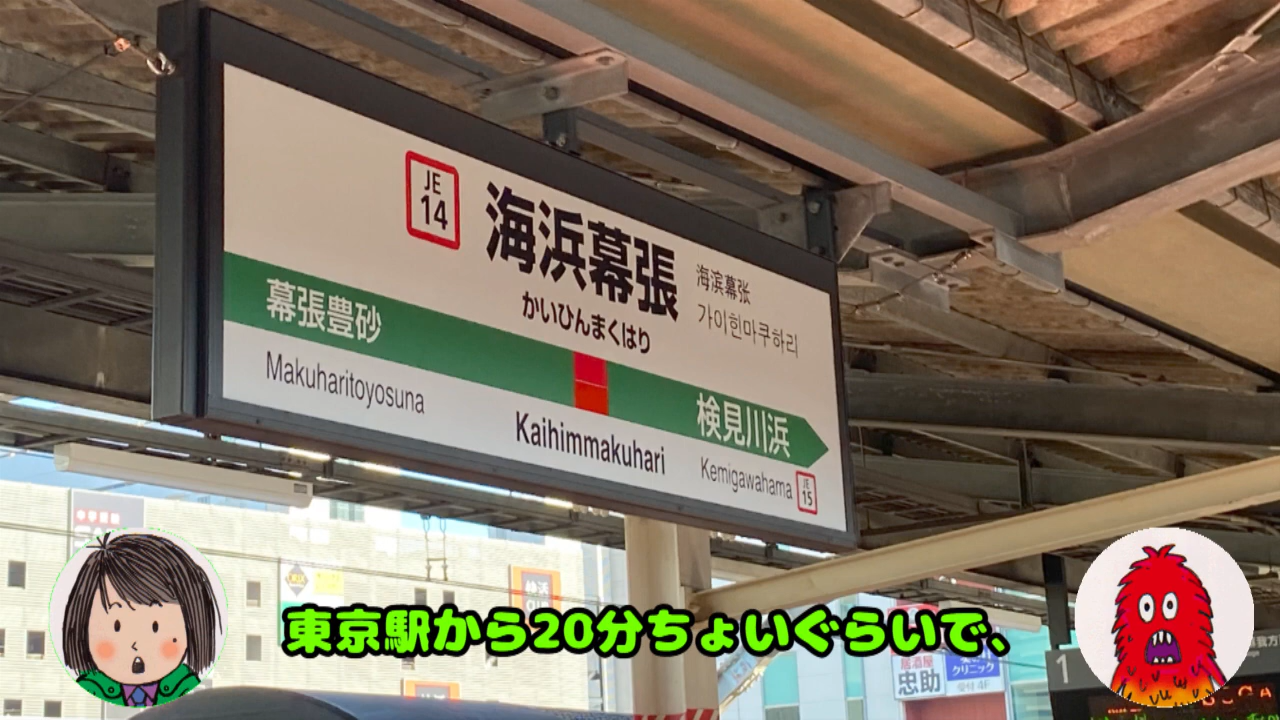 JE
14
海浜幕張
海滨幕张
가이힌마쿠하리
かいひんまくはり
幕張豊砂
検見川浜
Makuharitoyosuna
Kaihimmakuhari
Kemigawahama
JE
15
東京駅から20分ちょいぐらいで、
居酒屋
忠助
クリニック
1